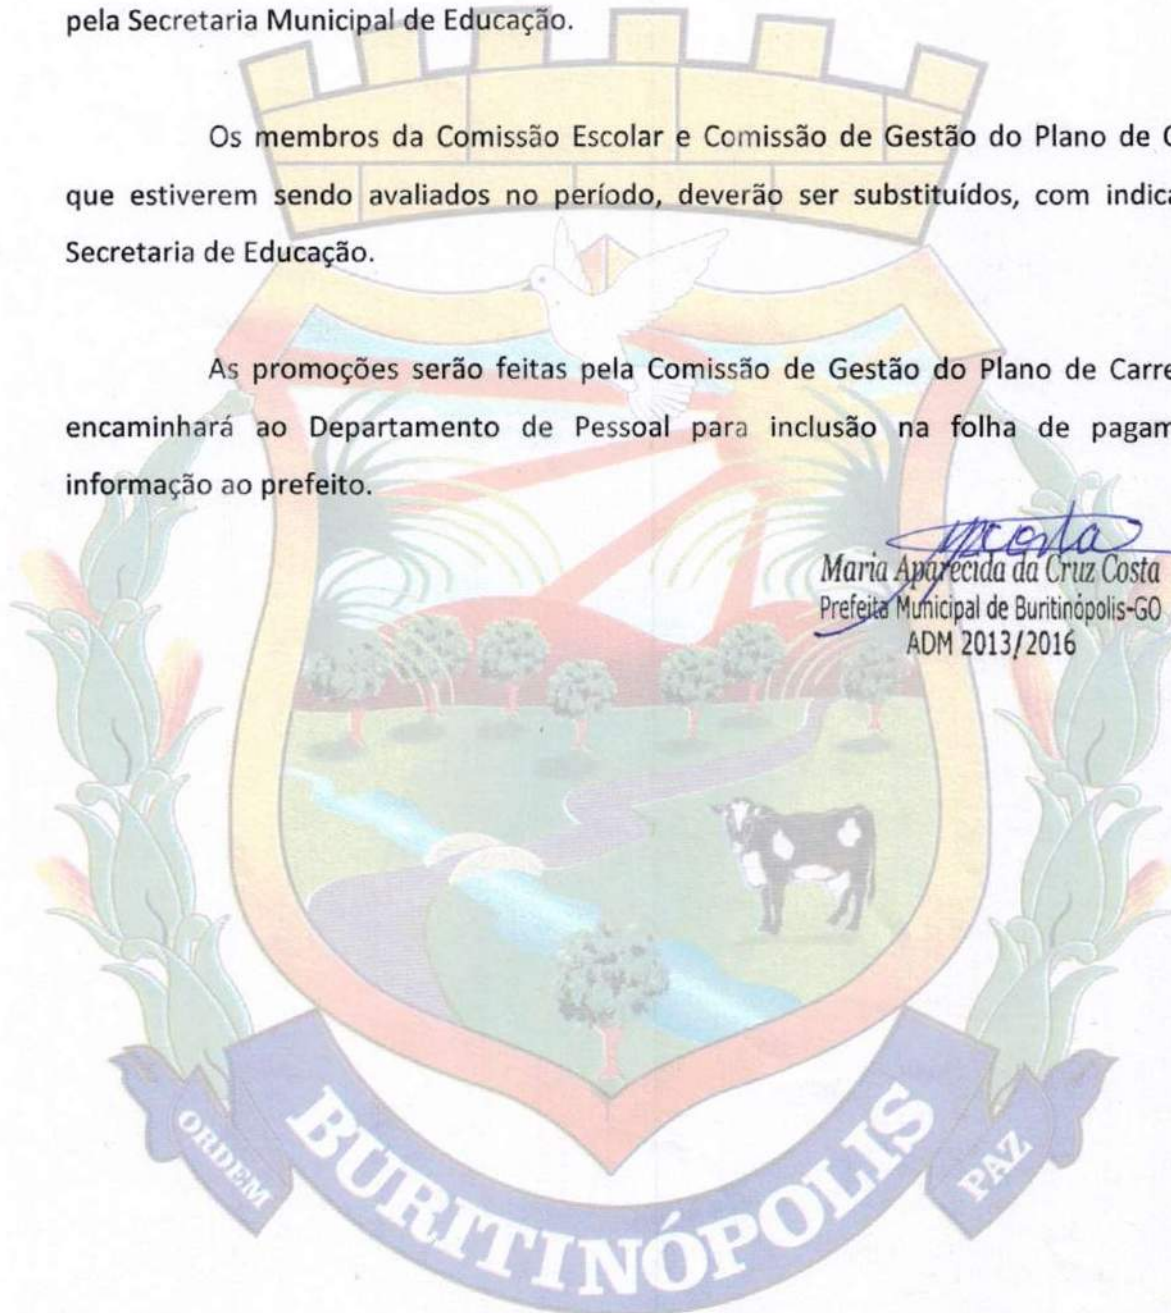 pela Secretaria Municipal de Educação.
Os membros da Comissão Escolar e Comissão de Gestão do Plano de C
que estiverem sendo avaliados no período, deverão ser substituídos, com indica
Secretaria de Educação.
As promoções serão feitas pela Comissão de Gestão do Plano de Carre
encaminhará ao Departamento de Pessoal para inclusão na folha de pagam
informação ao prefeito.
Maria Aparecida da Cruz Costa
Prefeita Municipal de Buritinópolis-GO
ADM 2013/2016
ORDEM
BURITINÓPOLIS
PAZ